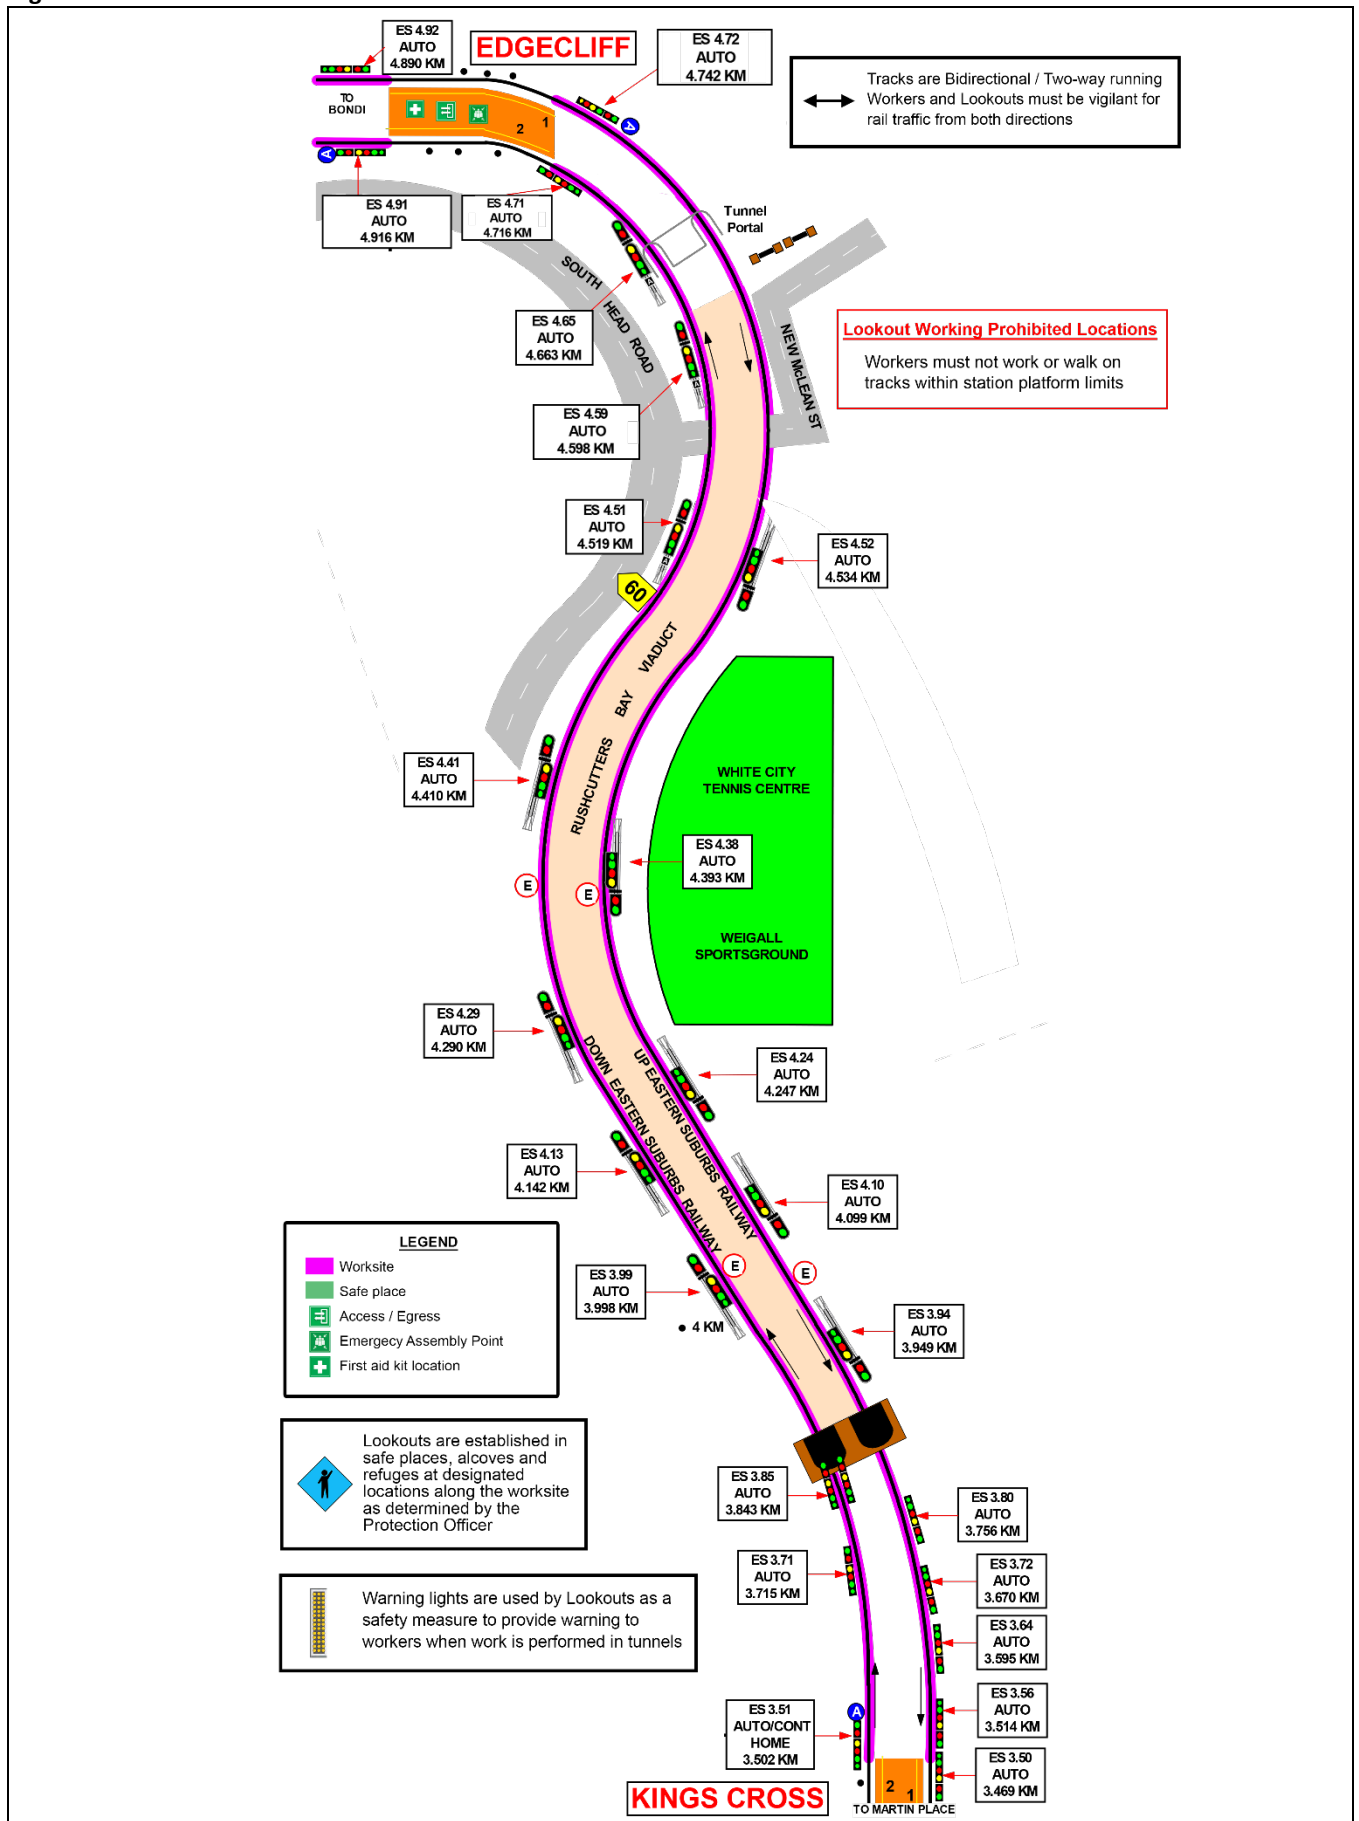 ES 4.92
AUTO
4.890 KM
EDGECLIFF
ES 4.72
AUTO
4.742 KM
Tracks are Bidirectional / Two-way running
Workers and Lookouts must be vigilant for
rail traffic from both directions
TO
BONDI
2
1
A
A
ES 4.91
AUTO
4.916 KM
ES 4.71
AUTO
4.716 KM
Tunnel
Portal
SOUTH HEAD ROAD
ES 4.65
AUTO
4.663 KM
NEW McLEAN ST
Lookout Working Prohibited Locations
Workers must not work or walk on
tracks within station platform limits
ES 4.59
AUTO
4.598 KM
ES 4.51
AUTO
4.519 KM
ES 4.52
AUTO
4.534 KM
60
RUSHCUTTERS BAY VIADUCT
ES 4.41
AUTO
4.410 KM
WHITE CITY
TENNIS CENTRE
ES 4.38
AUTO
4.393 KM
E
E
WEIGALL
SPORTSGROUND
ES 4.29
AUTO
4.290 KM
DOWN EASTERN SUBURBS RAILWAY
UP EASTERN SUBURBS RAILWAY
ES 4.24
AUTO
4.247 KM
ES 4.13
AUTO
4.142 KM
ES 4.10
AUTO
4.099 KM
LEGEND
Worksite
Safe place
Access / Egress
Emergecy Assembly Point
First aid kit location
E
E
ES 3.99
AUTO
3.998 KM
4 KM
ES 3.94
AUTO
3.949 KM
Lookouts are established in
safe places, alcoves and
refuges at designated
locations along the worksite
as determined by the
Protection Officer
ES 3.85
AUTO
3.843 KM
ES 3.80
AUTO
3.756 KM
ES 3.71
AUTO
3.715 KM
ES 3.72
AUTO
3.670 KM
Warning lights are used by Lookouts as a
safety measure to provide warning to
workers when work is performed in tunnels
ES 3.64
AUTO
3.595 KM
ES 3.51
AUTO/CONT
HOME
3.502 KM
A
ES 3.56
AUTO
3.514 KM
ES 3.50
AUTO
3.469 KM
KINGS CROSS
2
1
TO MARTIN PLACE